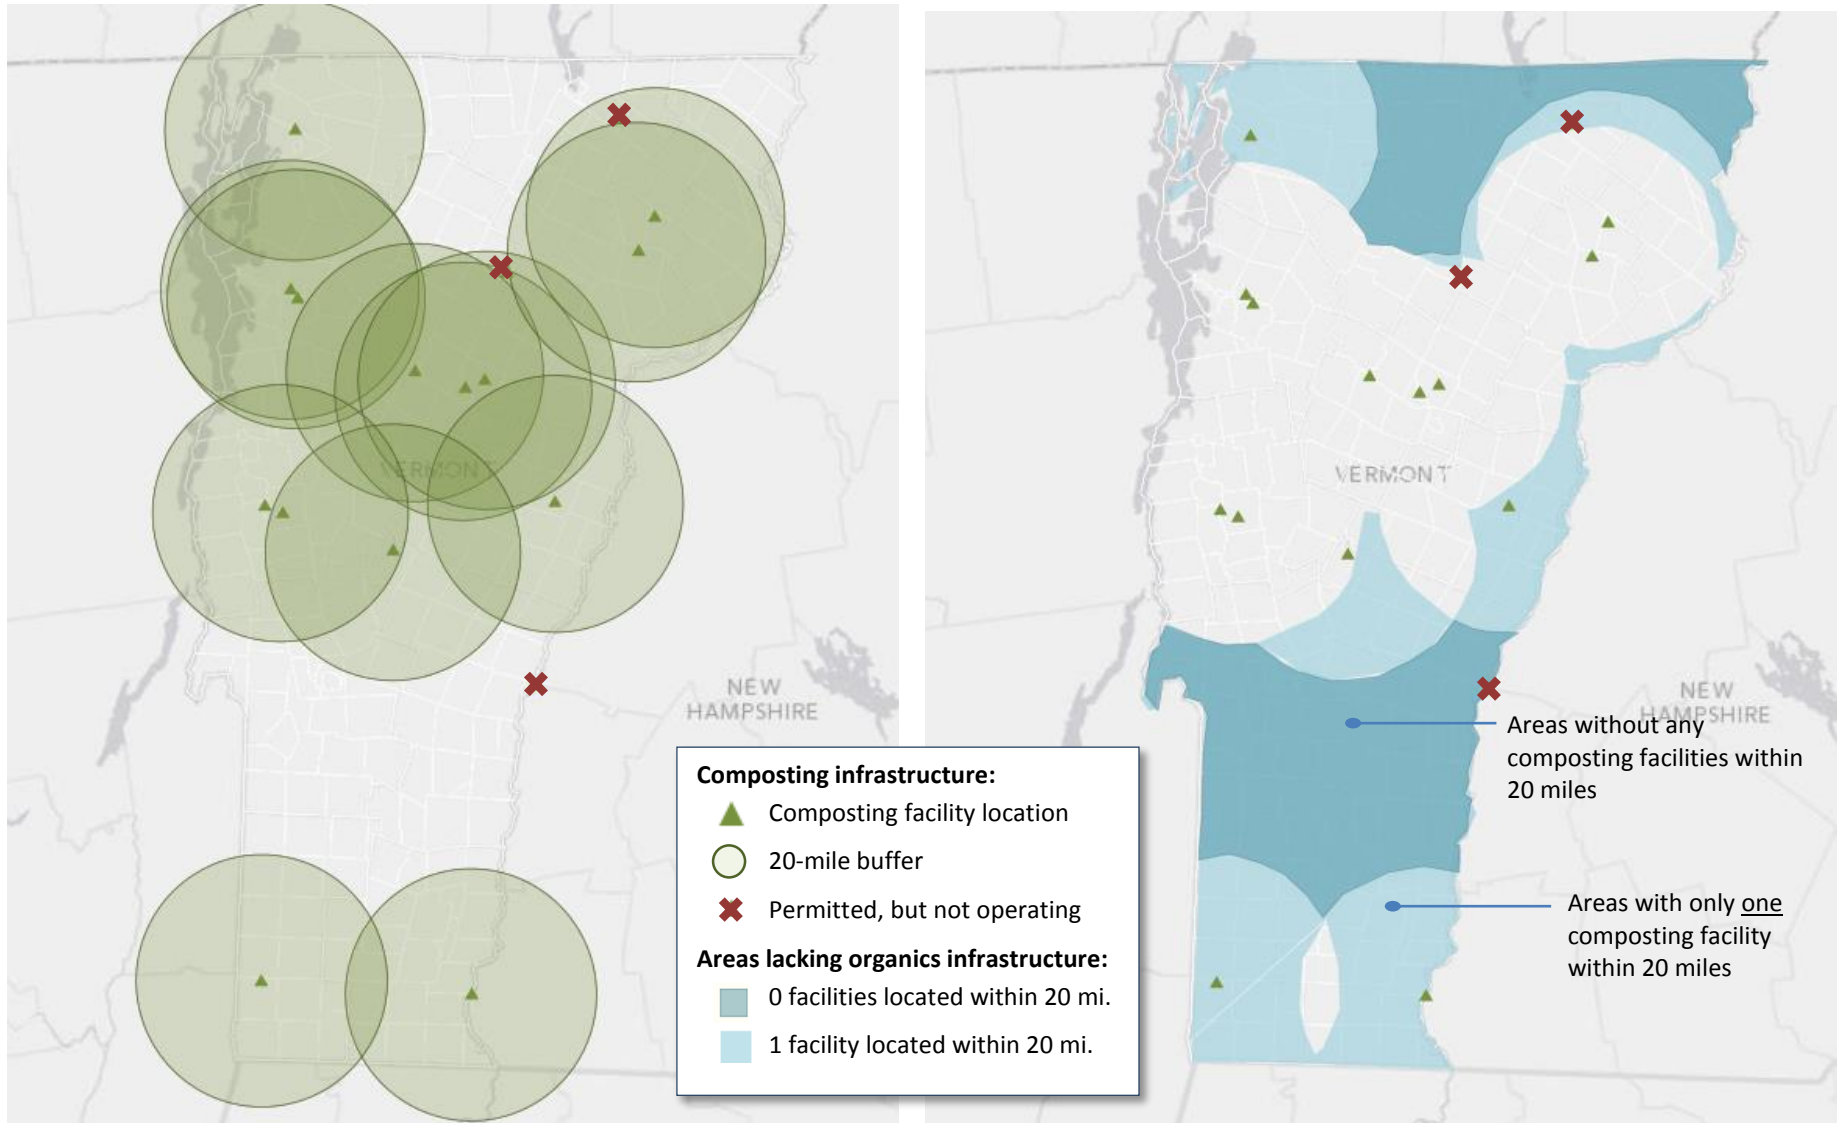 VERMONT
NEW
HAMPSHIRE
VERMONT
NEW
HAMPSHIRE
Areas without any
composting facilities within
20 miles
Areas with only one
composting facility
within 20 miles
Composting infrastructure:
Composting facility location
20-mile buffer
Permitted, but not operating
Areas lacking organics infrastructure:
0 facilities located within 20 mi.
1 facility located within 20 mi.